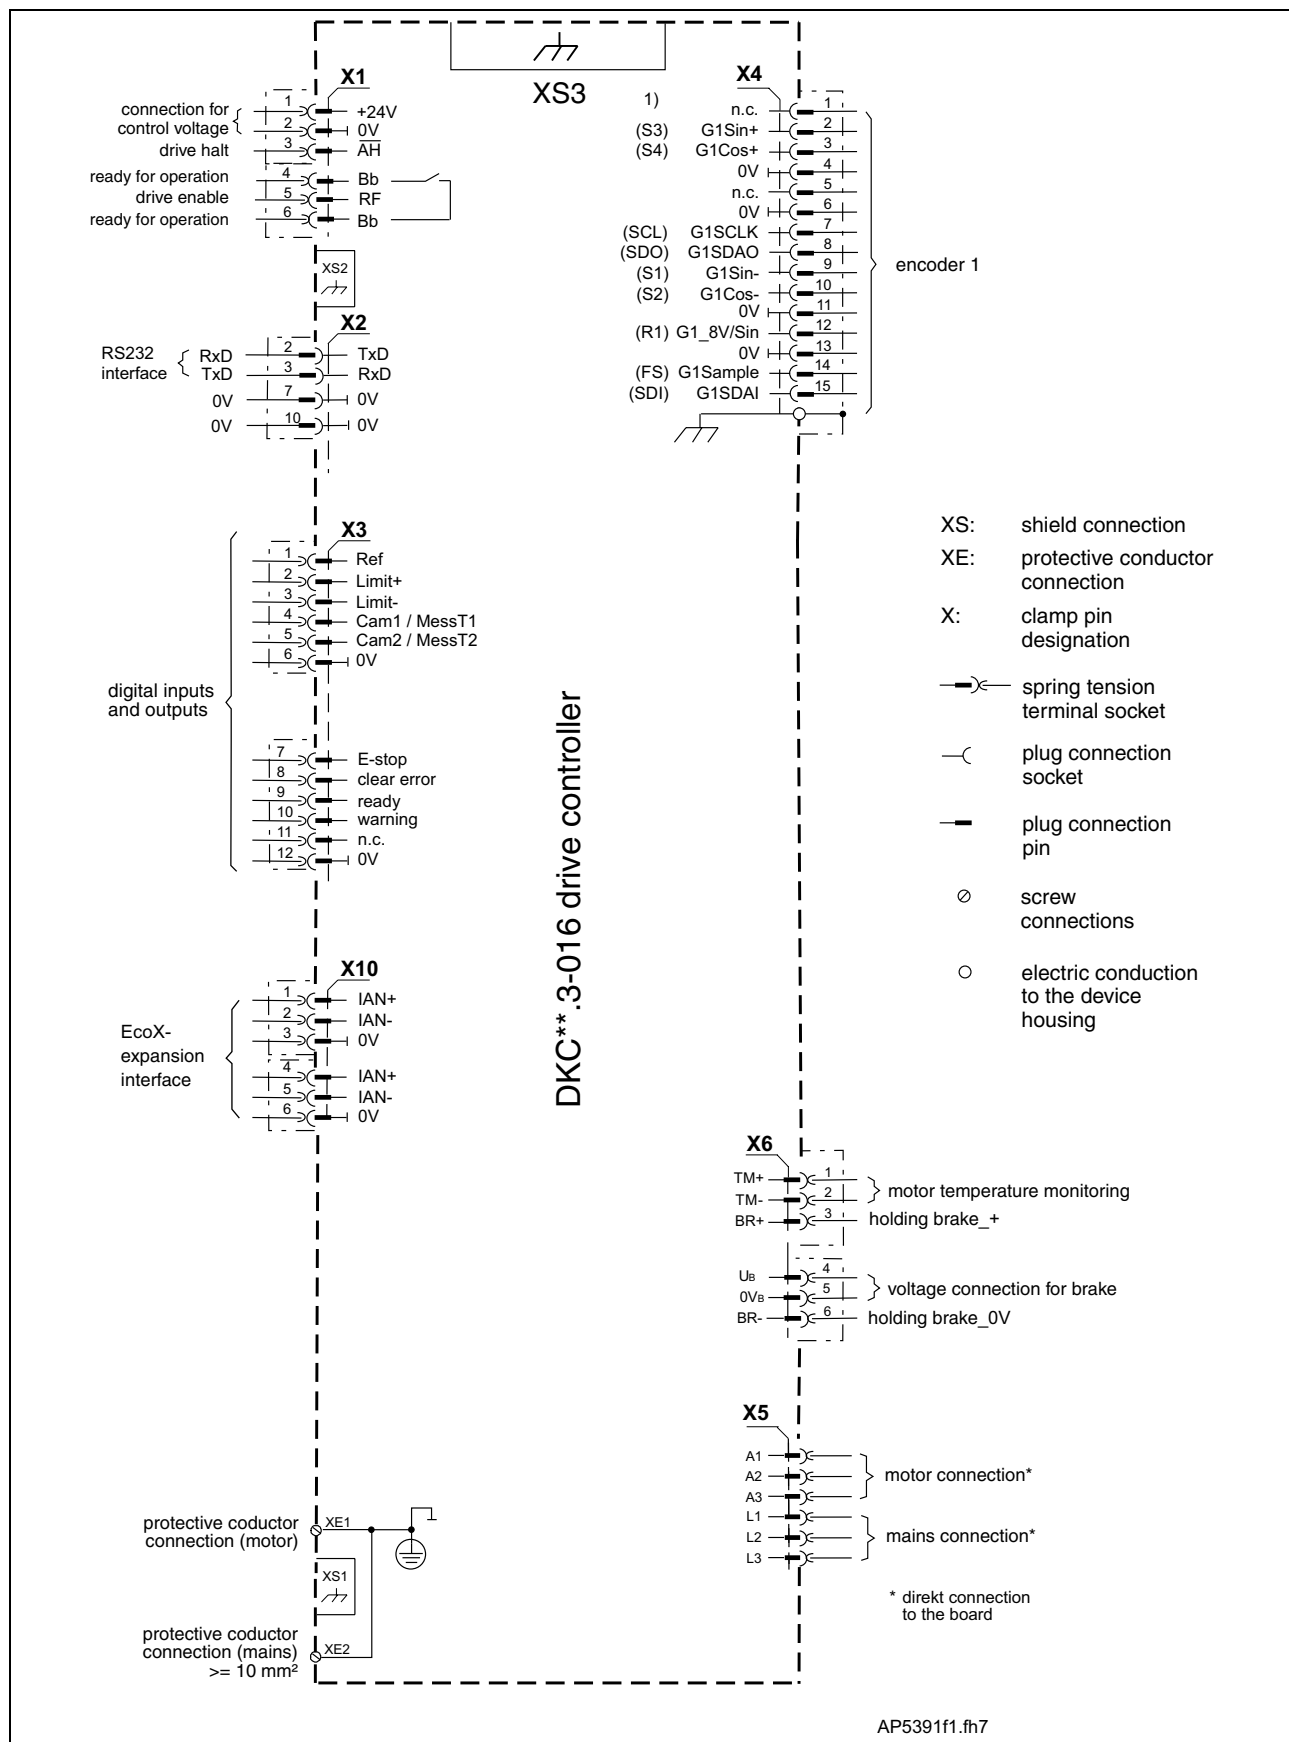 XS3
X1
connection for
control voltage
1 +24V
2 0V
drive halt 3 AH
ready for operation 4 Bb
drive enable 5 RF
ready for operation 6 Bb
XS2
X2
RS232
interface
RxD 2 TxD
TxD 3 RxD
0V 7 0V
0V 10 0V
X3
digital inputs
and outputs
1 Ref
2 Limit+
3 Limit-
4 Cam1 / MessT1
5 Cam2 / MessT2
6 0V
7 E-stop
8 clear error
9 ready
10 warning
11 n.c.
12 0V
X10
EcoX-
expansion
interface
1 IAN+
2 IAN-
3 0V
4 IAN+
5 IAN-
6 0V
protective coductor
connection (motor)
XE1
XS1
protective coductor
connection (mains)
>= 10 mm²
XE2
DKC**.3-016 drive controller
1)
X4
n.c. 1
(S3) G1Sin+ 2
(S4) G1Cos+ 3
0V 4
n.c. 5
0V 6
(SCL) G1SCLK 7
(SDO) G1SDAO 8
(S1) G1Sin- 9
(S2) G1Cos- 10
0V 11
(R1) G1_8V/Sin 12
0V 13
(FS) G1Sample 14
(SDI) G1SDAI 15
encoder 1
XS: shield connection
XE: protective conductor
connection
X: clamp pin
designation
spring tension
terminal socket
plug connection
socket
plug connection
pin
screw
connections
electric conduction
to the device
housing
X6
TM+ 1
TM- 2
motor temperature monitoring
BR+ 3 holding brake_+
UB 4
0VB 5
voltage connection for brake
BR- 6 holding brake_0V
X5
A1
A2
A3
motor connection*
L1
L2
L3
mains connection*
* direkt connection
to the board
AP5391f1.fh7